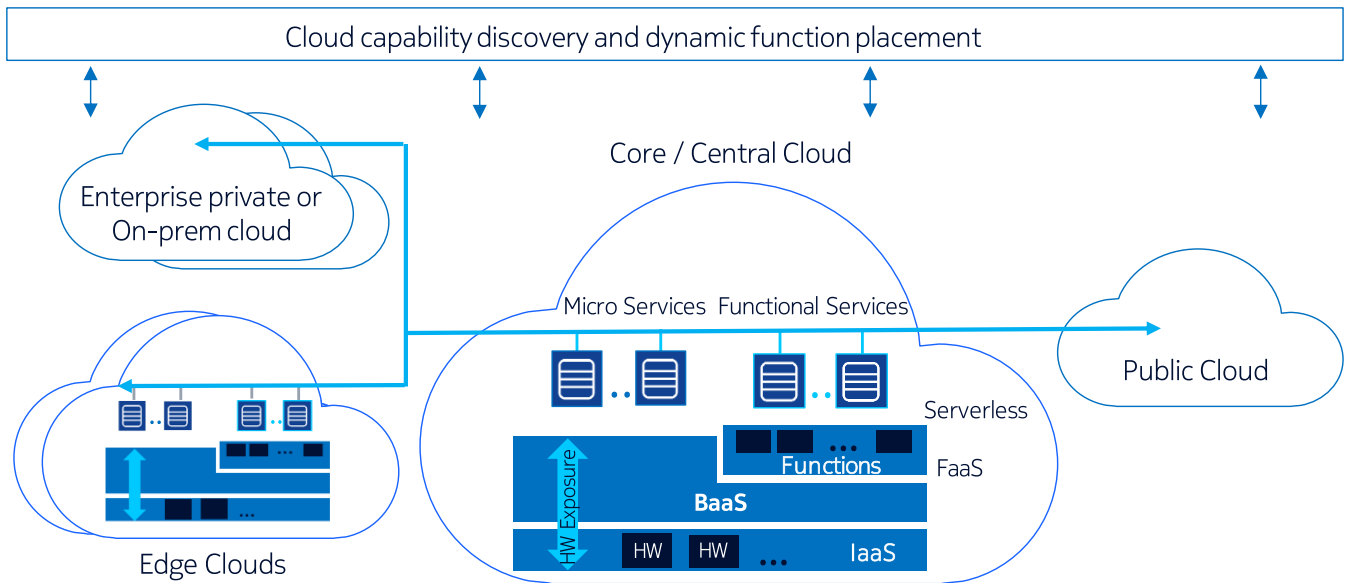 Cloud capability discovery and dynamic function placement
Core / Central Cloud
Enterprise private or
On-prem cloud
Micro Services
Functional Services
Public Cloud
Serverless
Functions
FaaS
HW Exposure
BaaS
HW
HW
...
IaaS
Edge Clouds